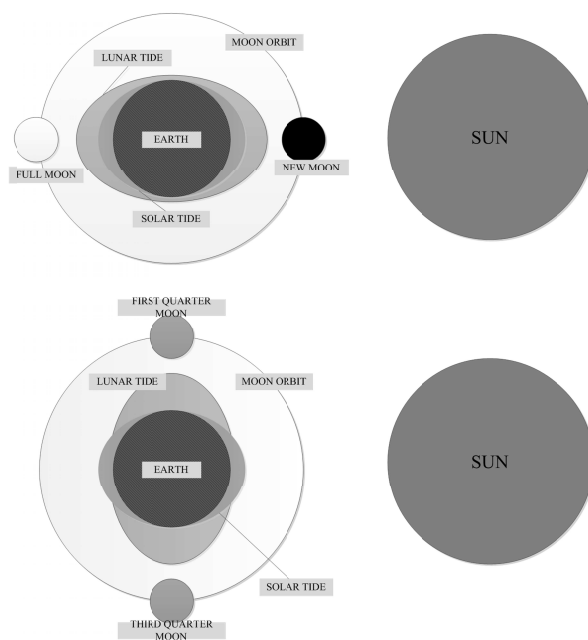 MOON ORBIT
LUNAR TIDE
SUN
EARTH
FULL MOON
NEW MOON
SOLAR TIDE
FIRST QUARTER
MOON
LUNAR TIDE
MOON ORBIT
SUN
EARTH
SOLAR TIDE
THIRD QUARTER
MOON